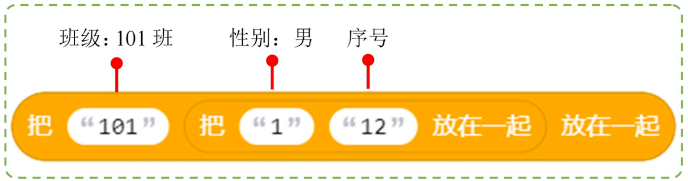 班级：101 班 性别：男 序号
把 “101” 把 “1” “12” 放在一起 放在一起